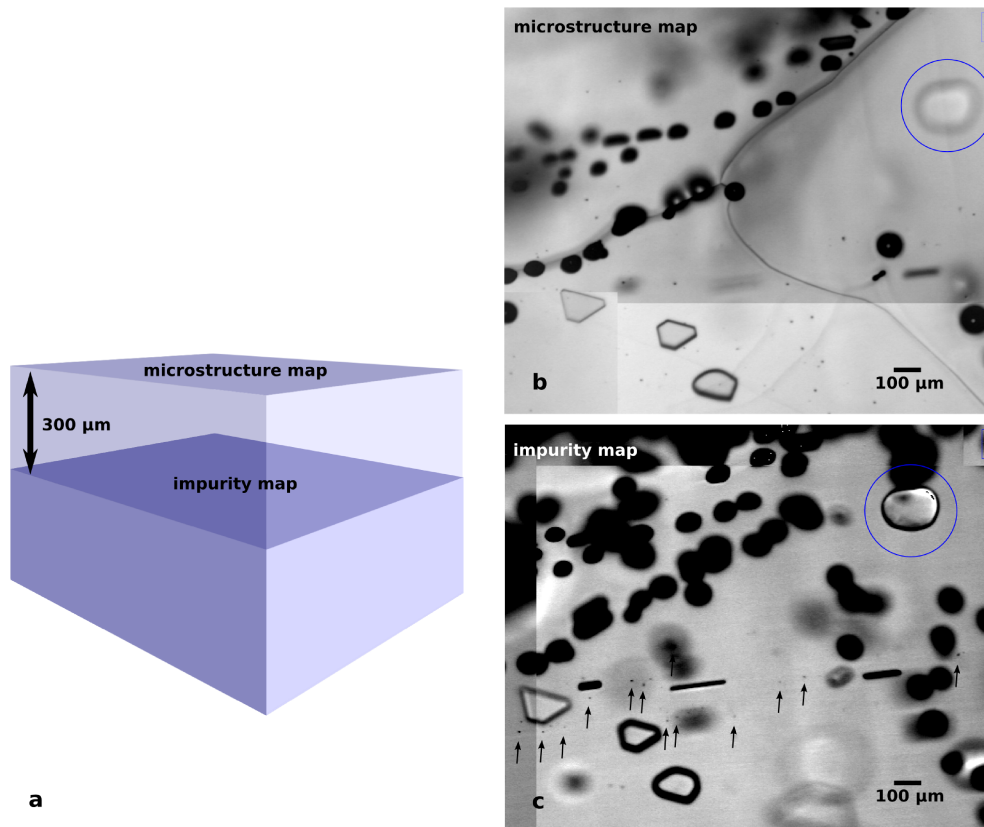 microstructure map
300 µm
impurity map
a
microstructure map
b
100 µm
impurity map
c
100 µm